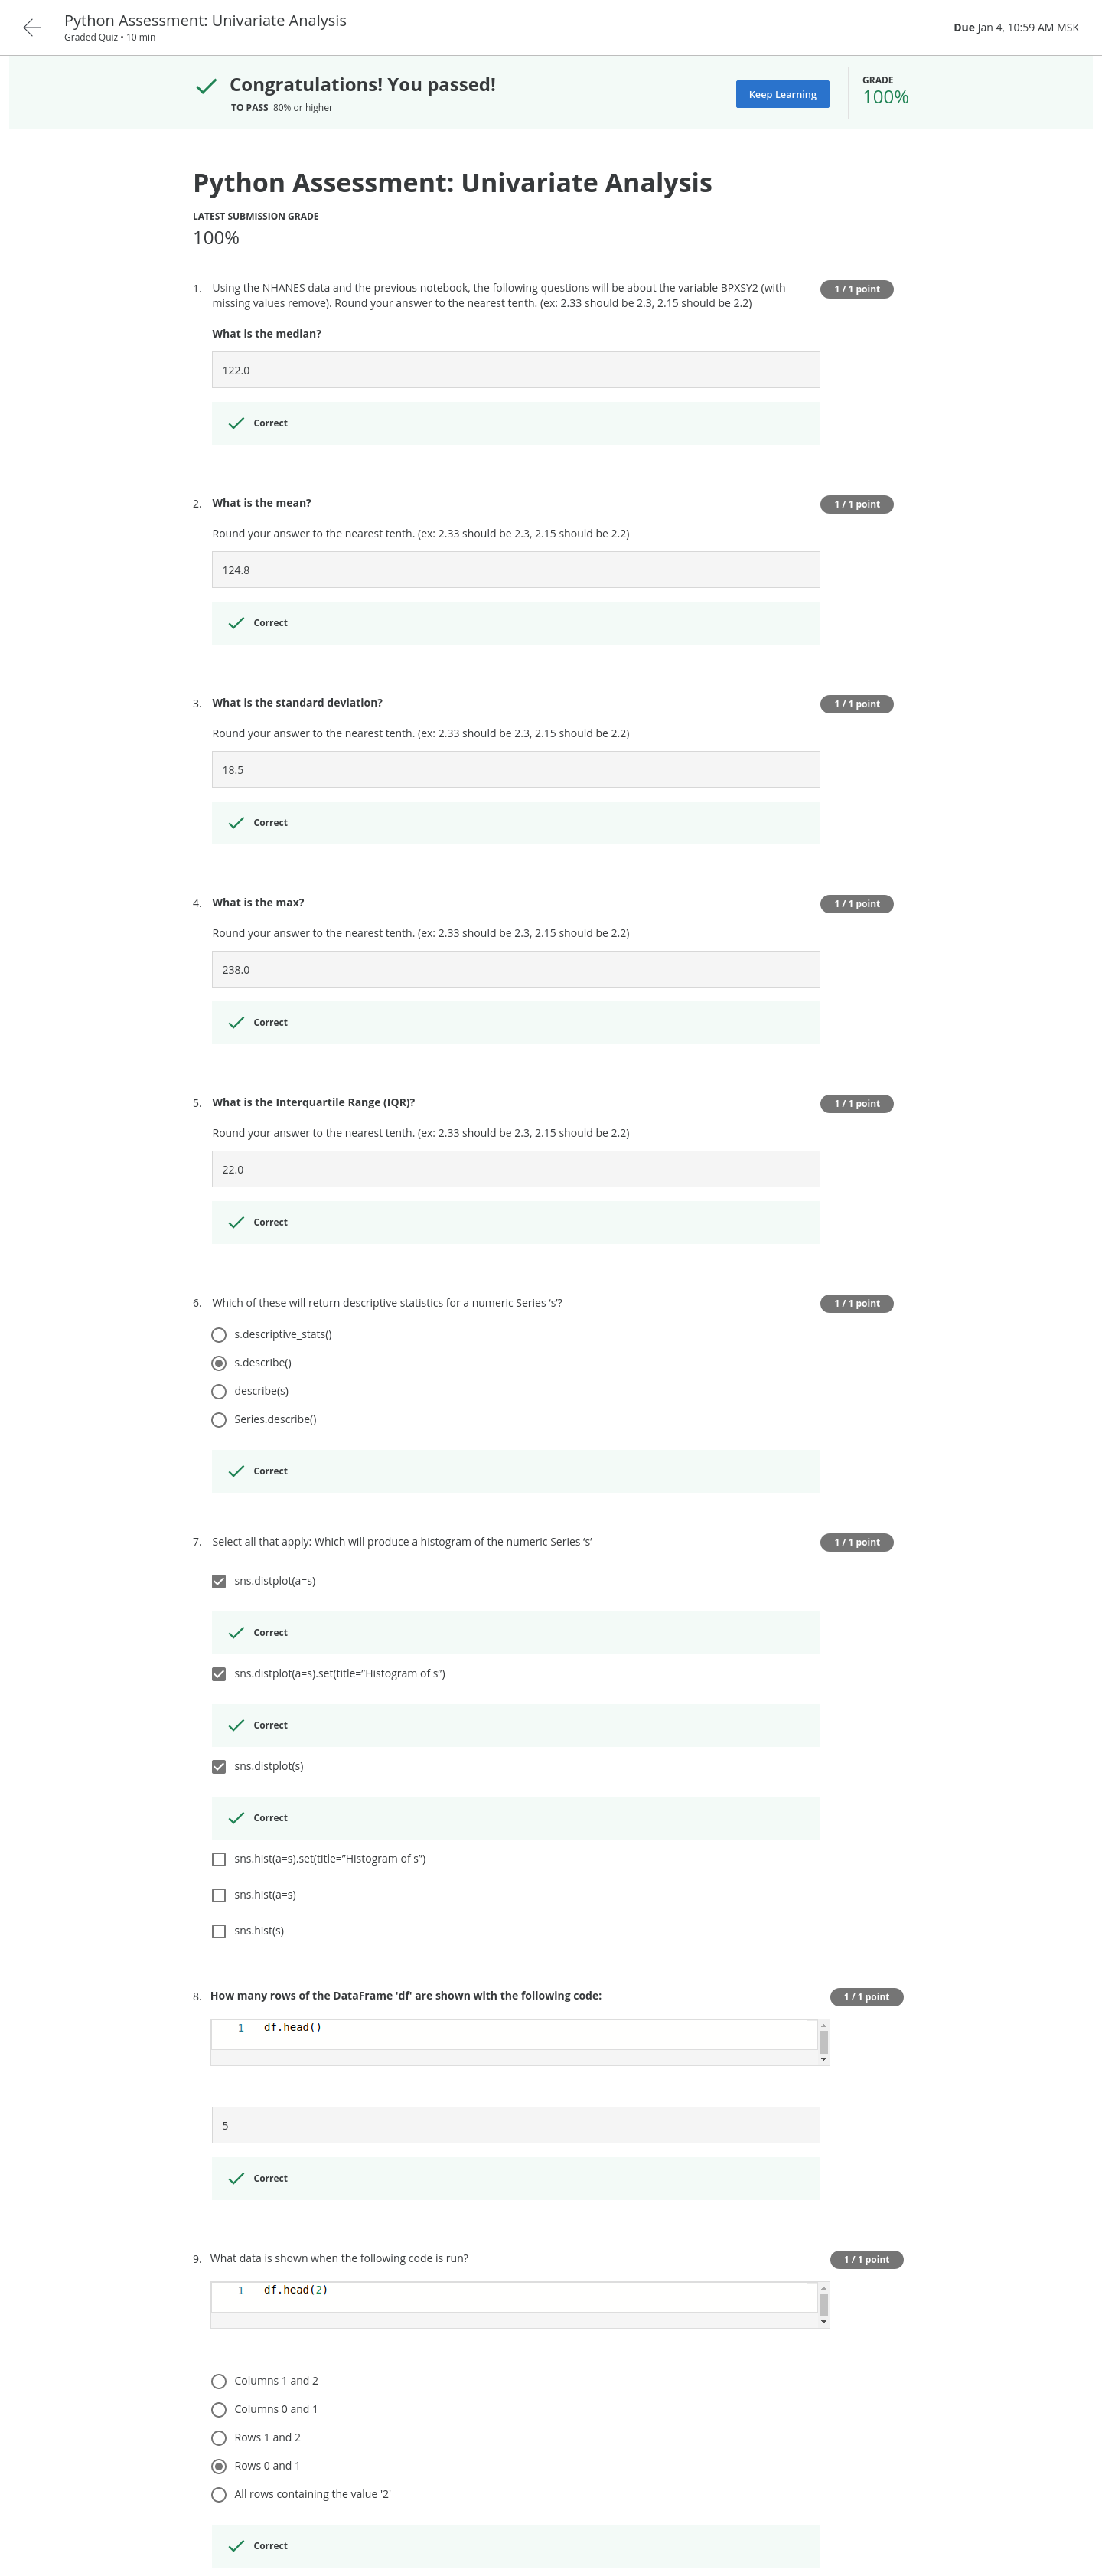 Python Assessment: Univariate Analysis
Graded Quiz • 10 min
Due Jan 4, 10:59 AM MSK
Congratulations! You passed!
TO PASS 80% or higher
Keep Learning
GRADE
100%
Python Assessment: Univariate Analysis
LATEST SUBMISSION GRADE
100%
1. Using the NHANES data and the previous notebook, the following questions will be about the variable BPXSY2 (with
missing values remove). Round your answer to the nearest tenth. (ex: 2.33 should be 2.3, 2.15 should be 2.2)
1 / 1 point
What is the median?
122.0
Correct
2. What is the mean?
1 / 1 point
Round your answer to the nearest tenth. (ex: 2.33 should be 2.3, 2.15 should be 2.2)
124.8
Correct
3. What is the standard deviation?
1 / 1 point
Round your answer to the nearest tenth. (ex: 2.33 should be 2.3, 2.15 should be 2.2)
18.5
Correct
4. What is the max?
1 / 1 point
Round your answer to the nearest tenth. (ex: 2.33 should be 2.3, 2.15 should be 2.2)
238.0
Correct
5. What is the Interquartile Range (IQR)?
1 / 1 point
Round your answer to the nearest tenth. (ex: 2.33 should be 2.3, 2.15 should be 2.2)
22.0
Correct
6. Which of these will return descriptive statistics for a numeric Series ‘s’?
1 / 1 point
s.descriptive_stats()
s.describe()
describe(s)
Series.describe()
Correct
7. Select all that apply: Which will produce a histogram of the numeric Series ‘s’
1 / 1 point
sns.distplot(a=s)
Correct
sns.distplot(a=s).set(title=”Histogram of s”)
Correct
sns.distplot(s)
Correct
sns.hist(a=s).set(title=”Histogram of s”)
sns.hist(a=s)
sns.hist(s)
8. How many rows of the DataFrame 'df' are shown with the following code:
1 / 1 point
1 df.head()
5
Correct
9. What data is shown when the following code is run?
1 / 1 point
1 df.head(2)
Columns 1 and 2
Columns 0 and 1
Rows 1 and 2
Rows 0 and 1
All rows containing the value '2'
Correct